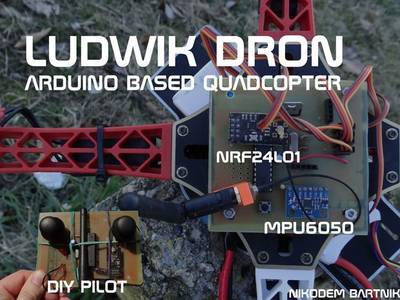 LUDWIK DRON
ARDUINO BASED QUADCOPTER
NRF24L01
MPU6050
DIY PILOT
NIKODEM BARTNIK